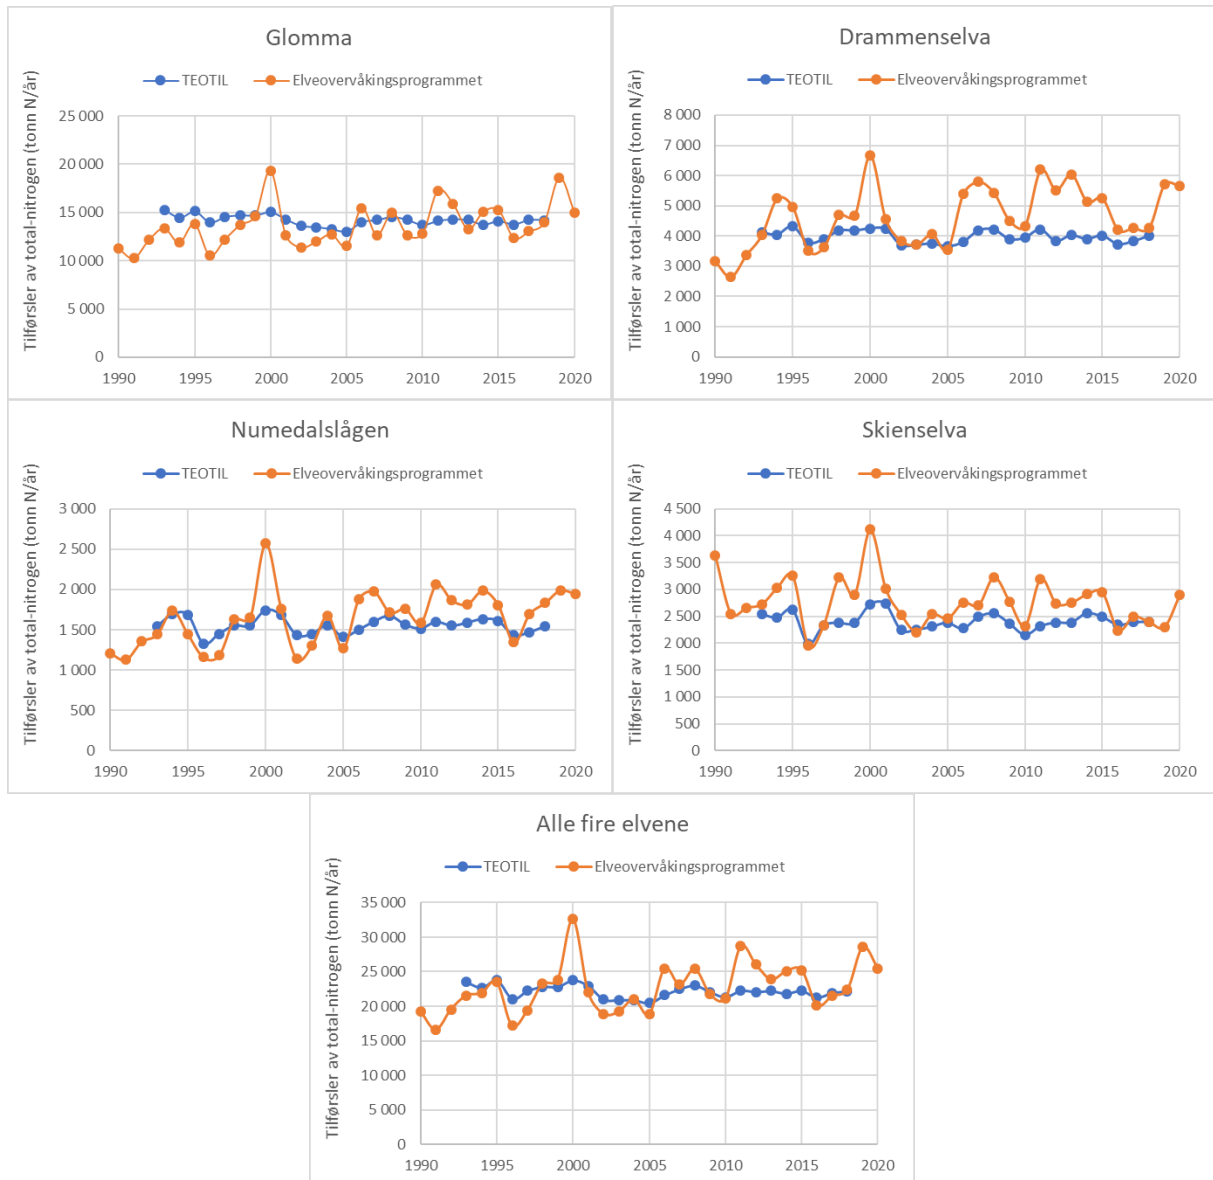 Glomma
TEOTIL Elveovervåkingsprogrammet
Tilførsler av total-nitrogen (tonn N/år)
25 000
20 000
15 000
10 000
5 000
0
1990 1995 2000 2005 2010 2015 2020
Drammenselva
TEOTIL Elveovervåkingsprogrammet
Tilførsler av total-nitrogen (tonn N/år)
8 000
7 000
6 000
5 000
4 000
3 000
2 000
1 000
0
1990 1995 2000 2005 2010 2015 2020
Numedalslågen
TEOTIL Elveovervåkingsprogrammet
Tilførsler av total-nitrogen (tonn N/år)
3 000
2 500
2 000
1 500
1 000
500
0
1990 1995 2000 2005 2010 2015 2020
Skienselva
TEOTIL Elveovervåkingsprogrammet
Tilførsler av total-nitrogen (tonn N/år)
4 500
4 000
3 500
3 000
2 500
2 000
1 500
1 000
500
0
1990 1995 2000 2005 2010 2015 2020
Alle fire elvene
TEOTIL Elveovervåkingsprogrammet
Tilførsler av total-nitrogen (tonn N/år)
35 000
30 000
25 000
20 000
15 000
10 000
5 000
0
1990 1995 2000 2005 2010 2015 2020